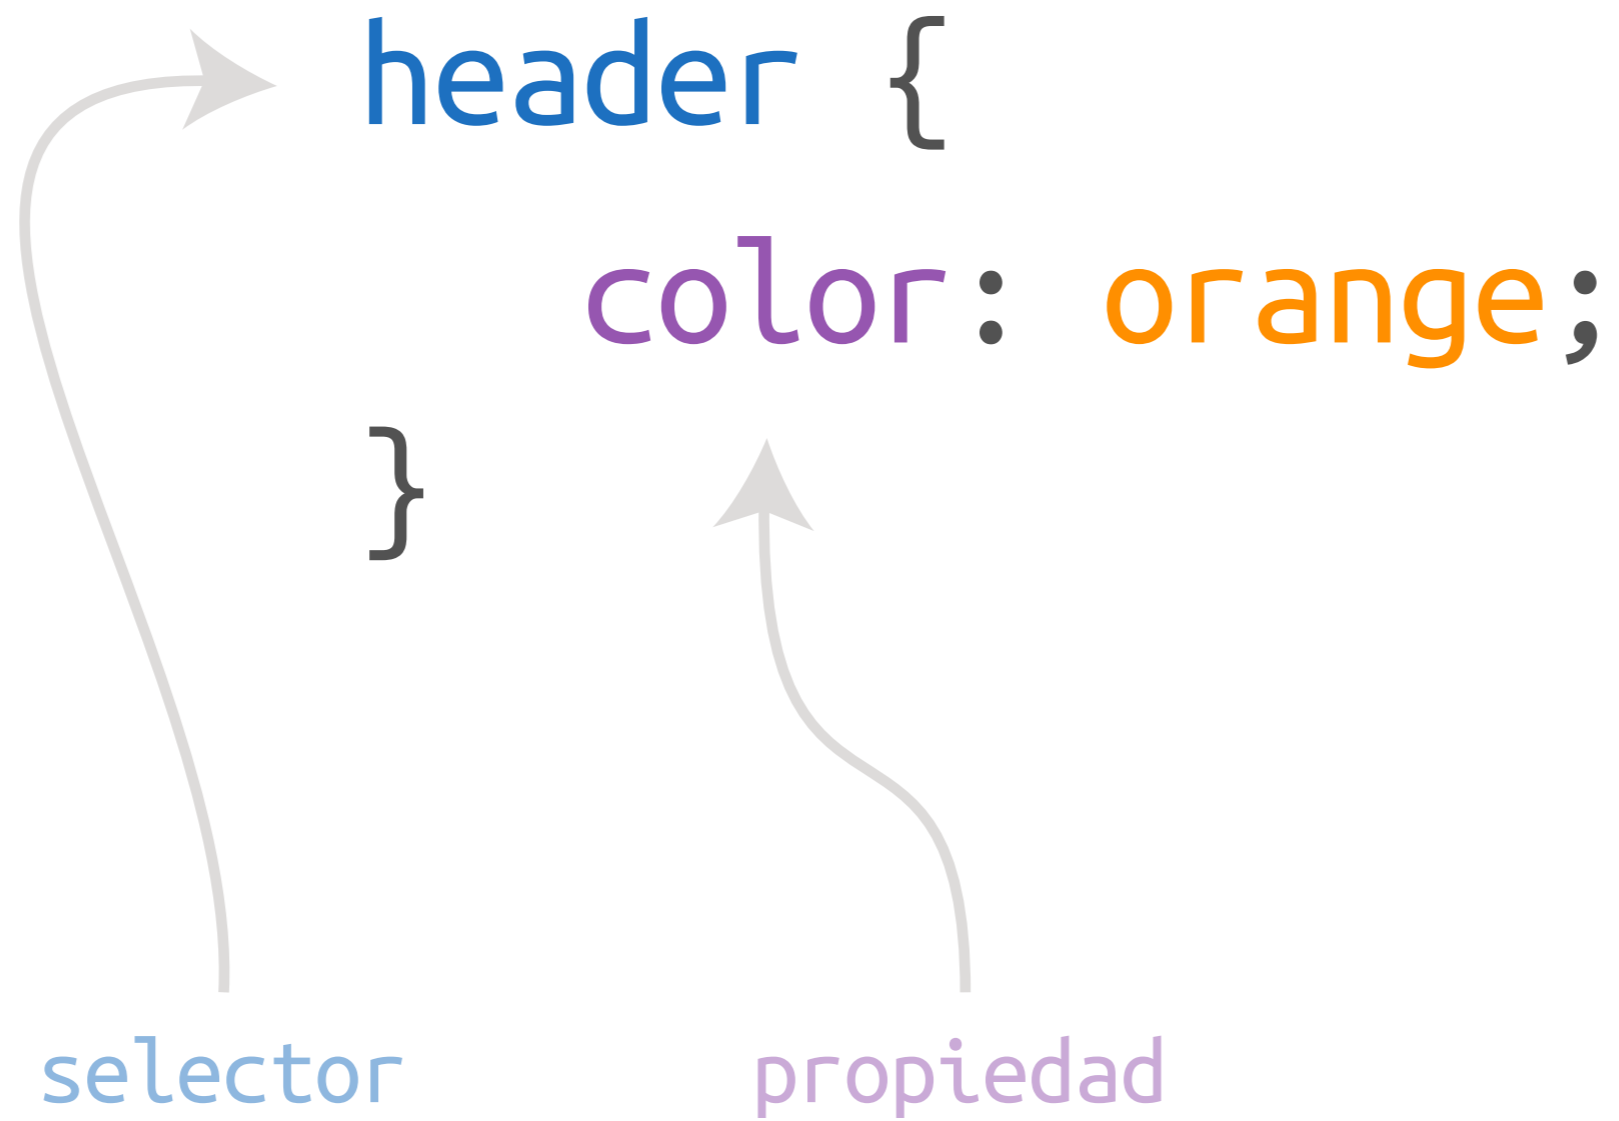 header {
color: orange;
}
selector propiedad